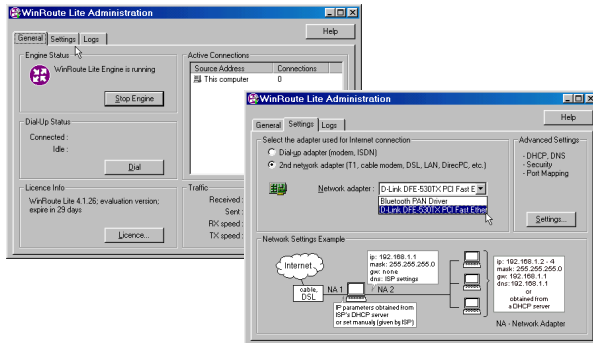 WinRoute Lite Administration
Help
General Settings Logs
Engine Status
WinRoute Lite Engine is running
Stop Engine
Dial-Up Status
Connected :
Idle :
Dial
Licence Info
WinRoute Lite 4.1.26; evaluation version;
expire in 29 days
Licence...
Active Connections
Source Address Connections
This computer 0
Traffic
Received :
Sent :
RX speed :
TX speed :
WinRoute Lite Administration
Help
General Settings Logs
Select the adapter used for Internet connection
Dial-up adapter (modem, ISDN)
2nd network adapter (T1, cable modem, DSL, LAN, DirecPC, etc.)
Network adapter : D-Link DFE-530TX PCI Fast E
Bluetooth PAN Driver
D-Link DFE-530TX PCI Fast Ether
Advanced Settings
- DHCP, DNS
- Security
- Port Mapping
Settings...
Network Settings Example
Internet
cable,
DSL
NA 1
NA 2
ip: 192.168.1.1
mask: 255.255.255.0
gw: none
dns: ISP settings
IP parameters obtained from
ISP's DHCP server
or set manualy (given by ISP)
ip: 192.168.1.2 - 4
mask: 255.255.255.0
gw: 192.168.1.1
dns: 192.168.1.1
or
obtained from
a DHCP server
NA - Network Adapter